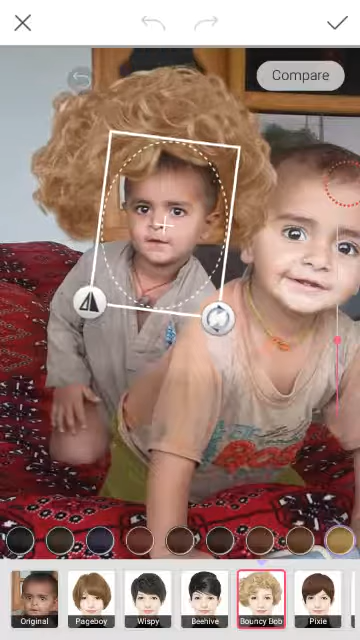 Compare
Original
Pageboy
Wispy
Beehive
Bouncy Bob
Pixie